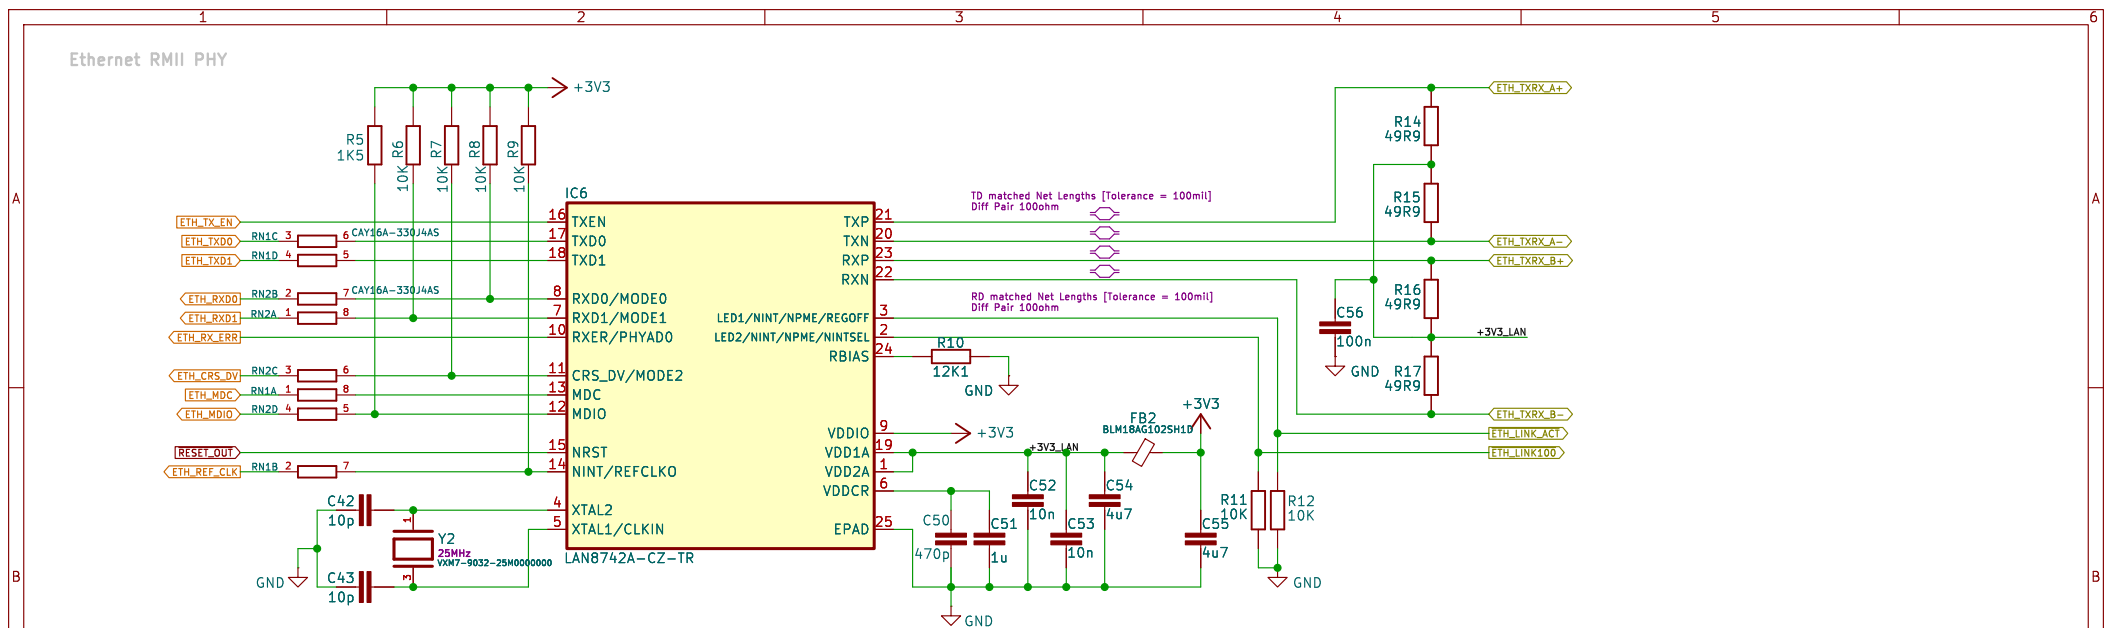 1 2 3 4 5 6
Ethernet RMII PHY
+3V3
ETH_TXRX_A+
R5
1K5
R6
10K
R7
10K
R8
10K
R9
10K
R14
49R9
A
A
IC6
TD matched Net Lengths [Tolerance = 100mil]
Diff Pair 100ohm
R15
49R9
ETH_TX_EN
16 TXEN
TXP 21
ETH_TXD0 RN1C 3 6 CAY16A-330J4AS
17 TXD0
TXN 20
ETH_TXRX_A-
ETH_TXD1 RN1D 4 5
18 TXD1
RXP 23
ETH_TXRX_B+
RXN 22
ETH_RXD0 RN2B 2 7 CAY16A-330J4AS
8 RXD0/MODE0
RD matched Net Lengths [Tolerance = 100mil]
Diff Pair 100ohm
R16
49R9
ETH_RXD1 RN2A 1 8
7 RXD1/MODE1
LED1/NINT/NPME/REGOFF 3
C56
100n
GND
ETH_RX_ERR
10 RXER/PHYAD0
LED2/NINT/NPME/NINTSEL 2
+3V3_LAN
RBIAS 24
R10
12K1
GND
R17
49R9
ETH_CRS_DV RN2C 3 6
11 CRS_DV/MODE2
ETH_MDC RN1A 1 8
13 MDC
ETH_MDIO RN2D 4 5
12 MDIO
ETH_TXRX_B-
VDDIO 9
+3V3
FB2
BLM18AG102SH1D
+3V3
ETH_LINK_ACT
RESET_OUT
15 NRST
VDD1A 19
+3V3_LAN
ETH_LINK100
ETH_REF_CLK RN1B 2 7
14 NINT/REFCLKO
VDD2A 1
VDDCR 6
C42
10p
4 XTAL2
5 XTAL1/CLKIN
EPAD 25
C50
470p
C51
1u
C52
10n
C53
10n
C54
4u7
C55
4u7
R11
10K
R12
10K
1
Y2
25MHz
VXM7-9032-25M0000000
3
LAN8742A-CZ-TR
GND
C43
10p
GND
GND
B
B